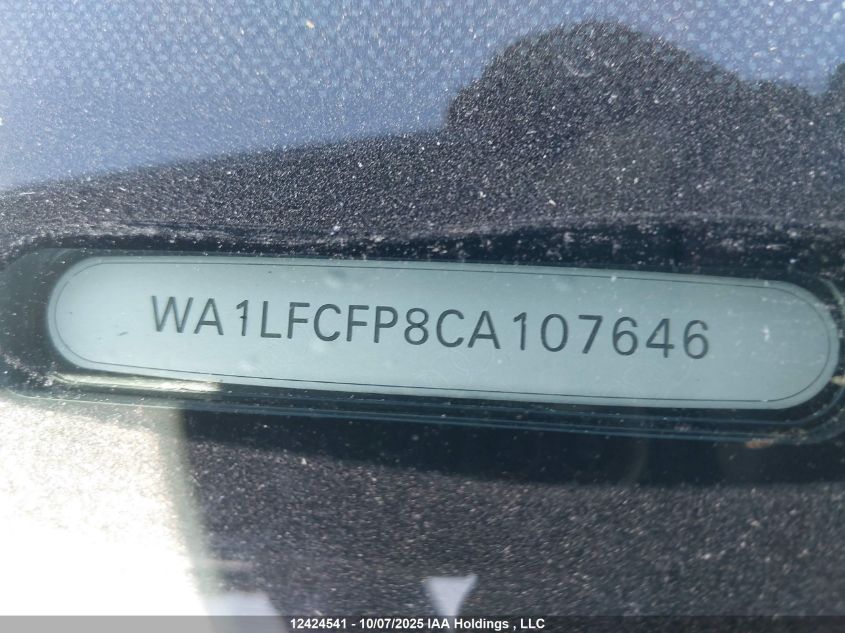 WA1LFCFP8CA107646
12424541 - 10/07/2025 IAA Holdings , LLC